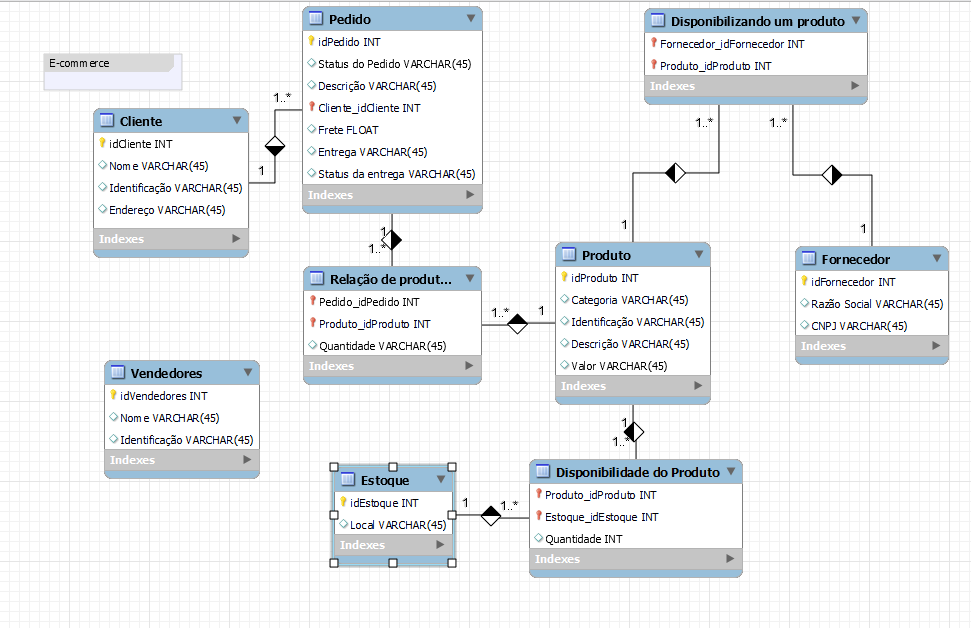 E-commerce
Cliente
idCliente INT
Nome VARCHAR(45)
Identificação VARCHAR(45)
Endereço VARCHAR(45)
Indexes
1
1..*
Pedido
idPedido INT
Status do Pedido VARCHAR(45)
Descrição VARCHAR(45)
Cliente_idCliente INT
Frete FLOAT
Entrega VARCHAR(45)
Status da entrega VARCHAR(45)
Indexes
1
1..*
Relação de produt...
Pedido_idPedido INT
Produto_idProduto INT
Quantidade VARCHAR(45)
Indexes
1..*
1
Disponibilizando um produto
Fornecedor_idFornecedor INT
Produto_idProduto INT
Indexes
1..*
1..*
1
1
Produto
idProduto INT
Categoria VARCHAR(45)
Identificação VARCHAR(45)
Descrição VARCHAR(45)
Valor VARCHAR(45)
Indexes
Fornecedor
idFornecedor INT
Razão Social VARCHAR(45)
CNPJ VARCHAR(45)
Indexes
Vendedores
idVendedores INT
Nome VARCHAR(45)
Identificação VARCHAR(45)
Indexes
1
1..*
Estoque
idEstoque INT
Local VARCHAR(45)
Indexes
1
1..*
Disponibilidade do Produto
Produto_idProduto INT
Estoque_idEstoque INT
Quantidade INT
Indexes